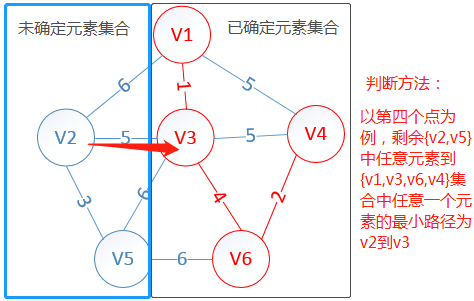 未确定元素集合
已确定元素集合
V1
6
1
5
V2
5
V3
5
V4
3
6
4
2
V5
6
V6
判断方法：
以第四个点为
例，剩余{v2,v5}
中任意元素到
{v1,v3,v6,v4}集
合中任意一个元
素的最小路径为
v2到v3